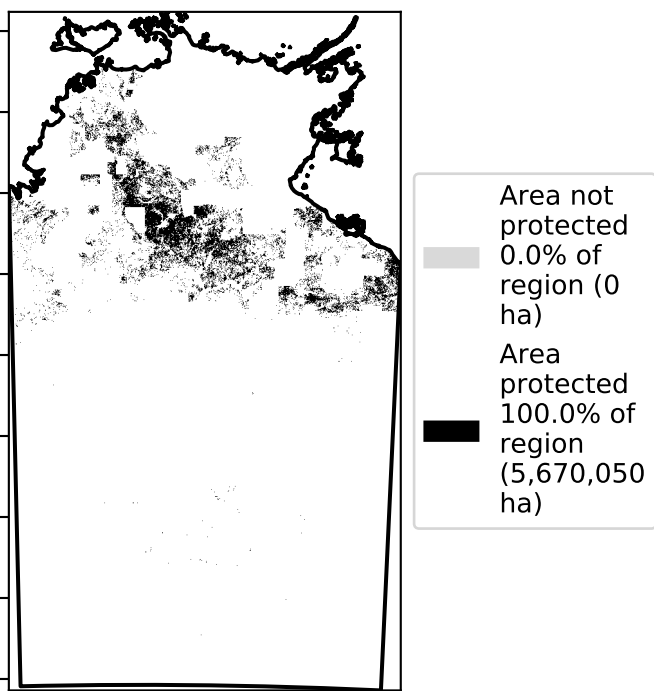 Area not
protected
0.0% of
region (0
ha)
Area
protected
100.0% of
region
(5,670,050
ha)